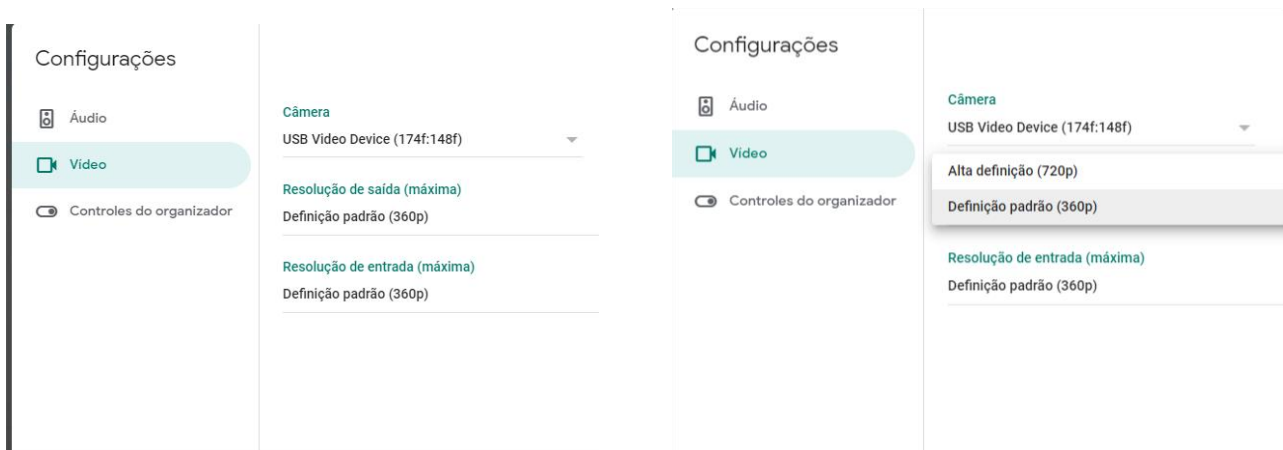 Configurações
Áudio
Vídeo
Controles do organizador
Câmera
USB Video Device (174f:148f)
Resolução de saída (máxima)
Definição padrão (360p)
Resolução de entrada (máxima)
Definição padrão (360p)
Configurações
Áudio
Vídeo
Controles do organizador
Câmera
USB Video Device (174f:148f)
Alta definição (720p)
Definição padrão (360p)
Resolução de entrada (máxima)
Definição padrão (360p)